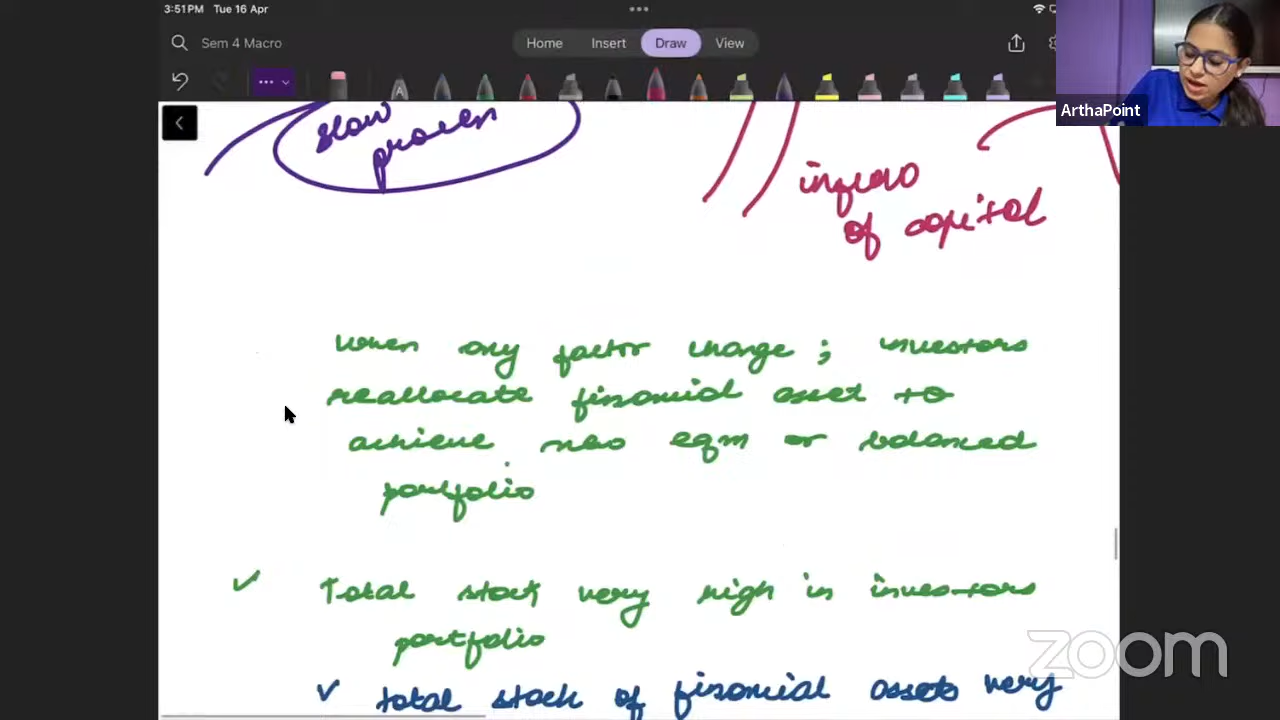 3:51 PM Tue 16 Apr
Sem 4 Macro
Home Insert Draw View
ArthaPoint
slow
process
inflow
of capital
when any factor change ; investors
reallocate financial asset to
achieve new eqm or balanced
portfolio
✓ Total stock very high in investors
portfolio
✓ total stock of financial assets very
zoom